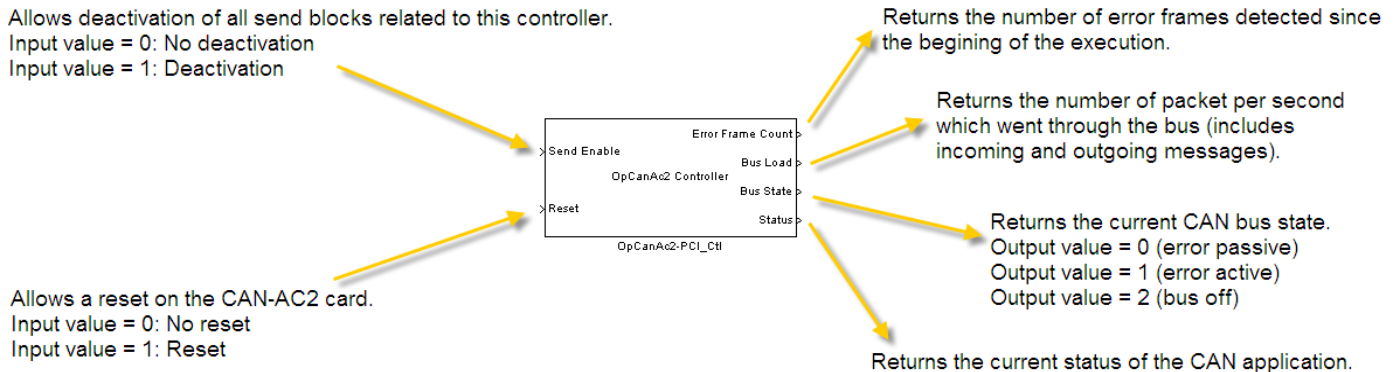 Allows deactivation of all send blocks related to this controller.
Input value = 0: No deactivation
Input value = 1: Deactivation
Returns the number of error frames detected since
the begining of the execution.
Returns the number of packet per second
which went through the bus (includes
incoming and outgoing messages).
Error Frame Count
Send Enable
Bus Load
OpCanAc2 Controller
Bus State
Reset
Status
OpCanAc2-PCI_Ctl
Returns the current CAN bus state.
Output value = 0 (error passive)
Output value = 1 (error active)
Output value = 2 (bus off)
Allows a reset on the CAN-AC2 card.
Input value = 0: No reset
Input value = 1: Reset
Returns the current status of the CAN application.